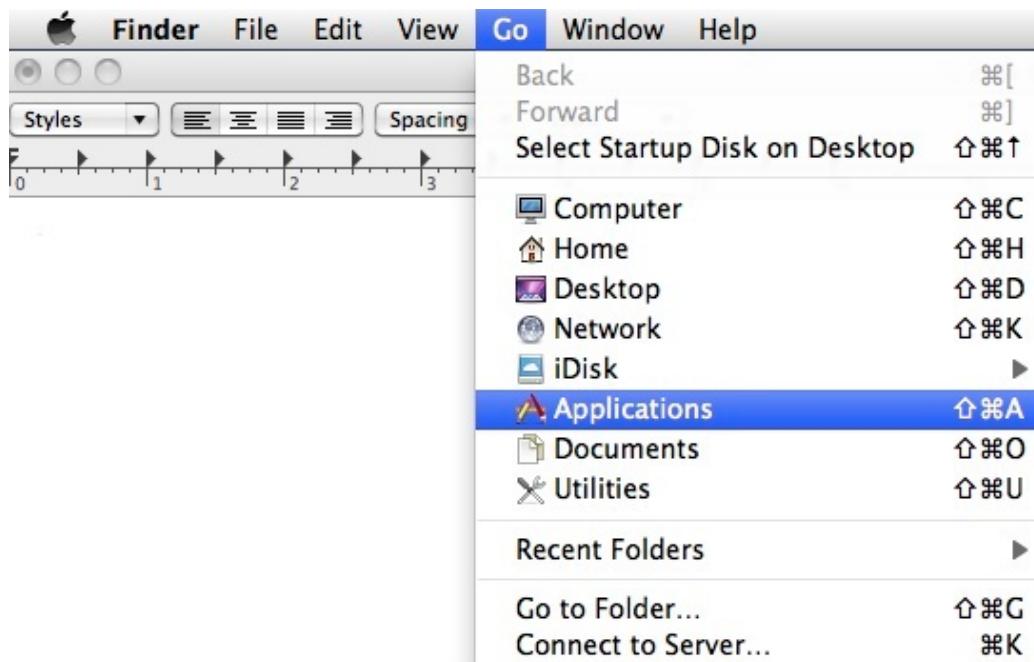 Finder File Edit View Go Window Help
Styles Spacing
0 1 2 3
Back ⌘[
Forward ⌘]
Select Startup Disk on Desktop ⇧⌘↑
Computer ⇧⌘C
Home ⇧⌘H
Desktop ⇧⌘D
Network ⇧⌘K
iDisk
Applications ⇧⌘A
Documents ⇧⌘O
Utilities ⇧⌘U
Recent Folders
Go to Folder... ⇧⌘G
Connect to Server... ⌘K